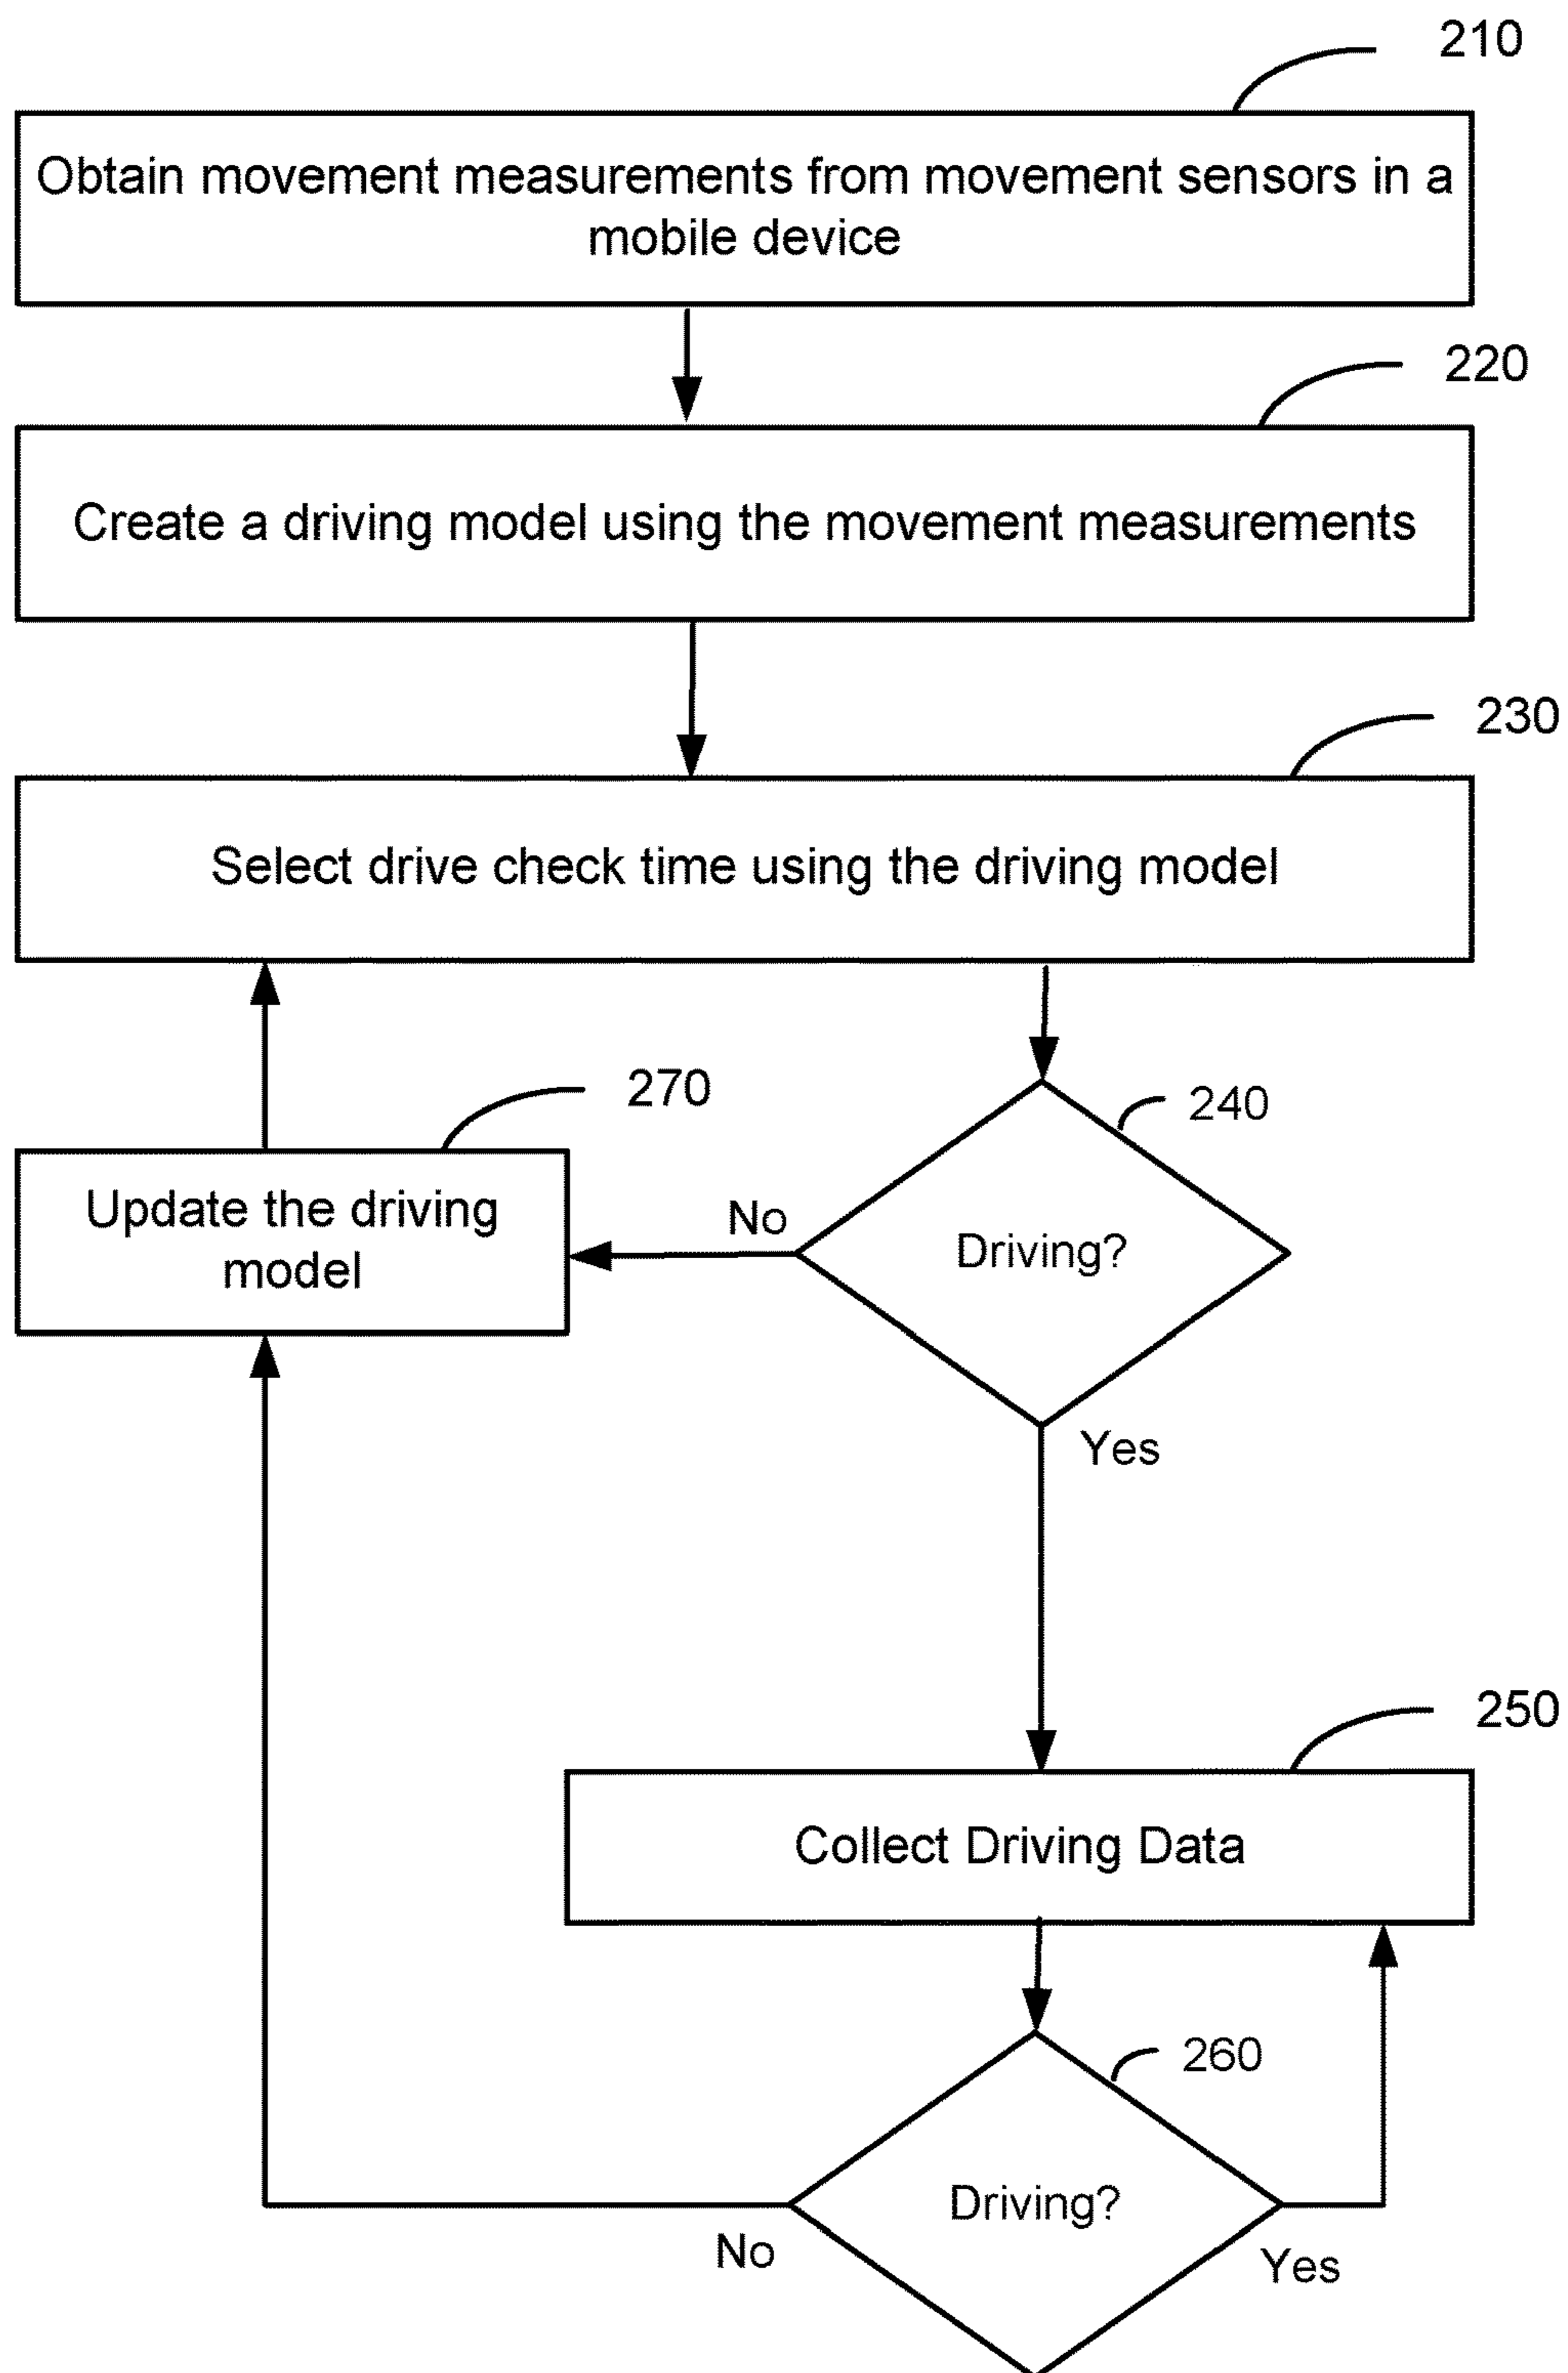 210
Obtain movement measurements from movement sensors in a
mobile device
220
Create a driving model using the movement measurements
230
Select drive check time using the driving model
270
240
Update the driving
model
No
Driving?
Yes
250
Collect Driving Data
260
Driving?
No
Yes